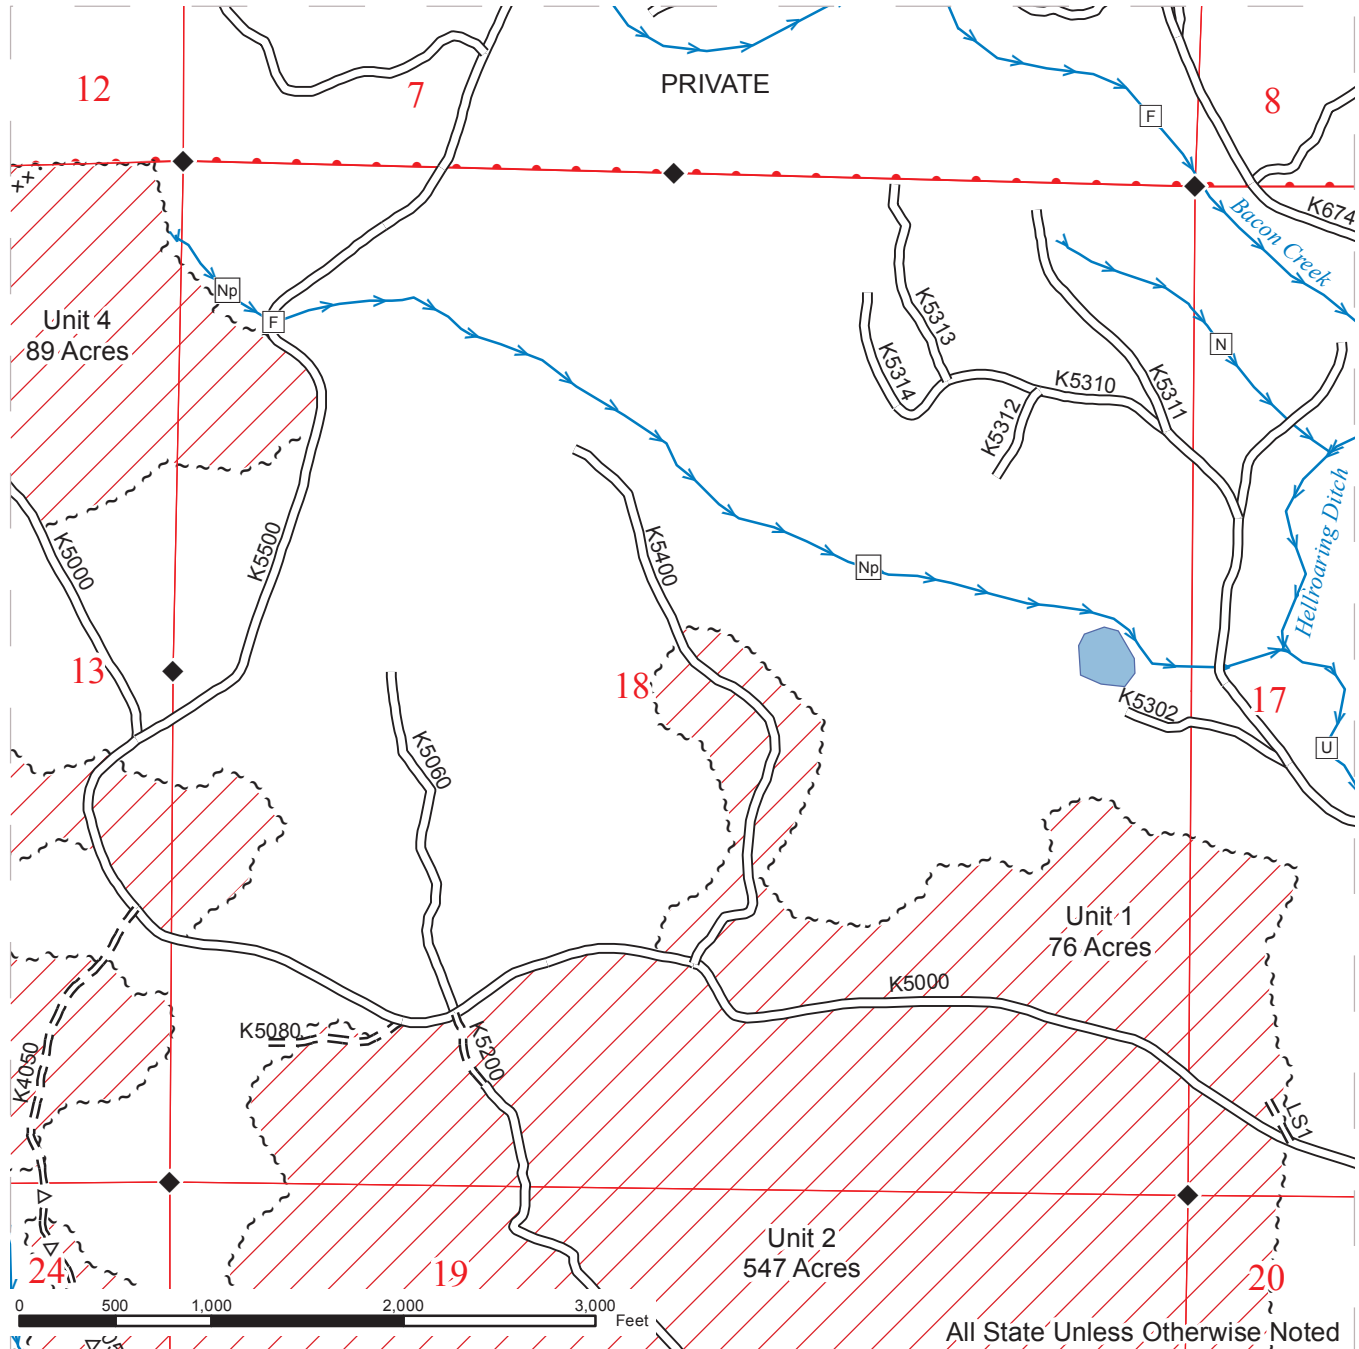 12
7
PRIVATE
8
F
K674
Bacon Creek
xx
Np
F
Unit 4
89 Acres
K5313
K5314
K5310
K5312
K5311
N
Hellroaring Ditch
K5000
K5500
K5400
Np
13
18
17
K5302
U
K5060
Unit 1
76 Acres
K5000
K5080
K5200
K4050
LS1
Unit 2
547 Acres
24
19
20
0 500 1,000 2,000 3,000
Feet
All State Unless Otherwise Noted